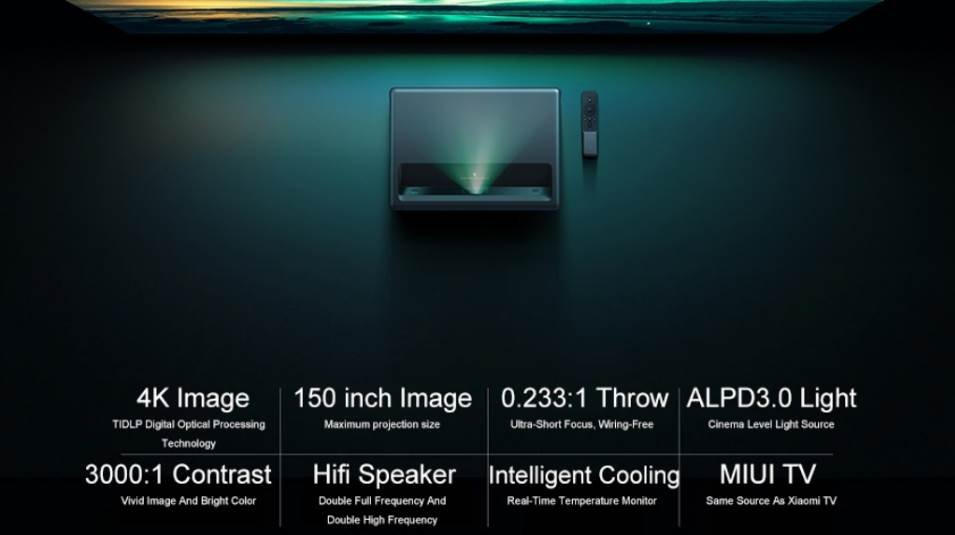 4K Image
TIDLP Digital Optical Processing
Technology
150 inch Image
Maximum projection size
0.233:1 Throw
Ultra-Short Focus, Wiring-Free
ALPD3.0 Light
Cinema Level Light Source
3000:1 Contrast
Vivid Image And Bright Color
Hifi Speaker
Double Full Frequency And
Double High Frequency
Intelligent Cooling
Real-Time Temperature Monitor
MIUI TV
Same Source As Xiaomi TV